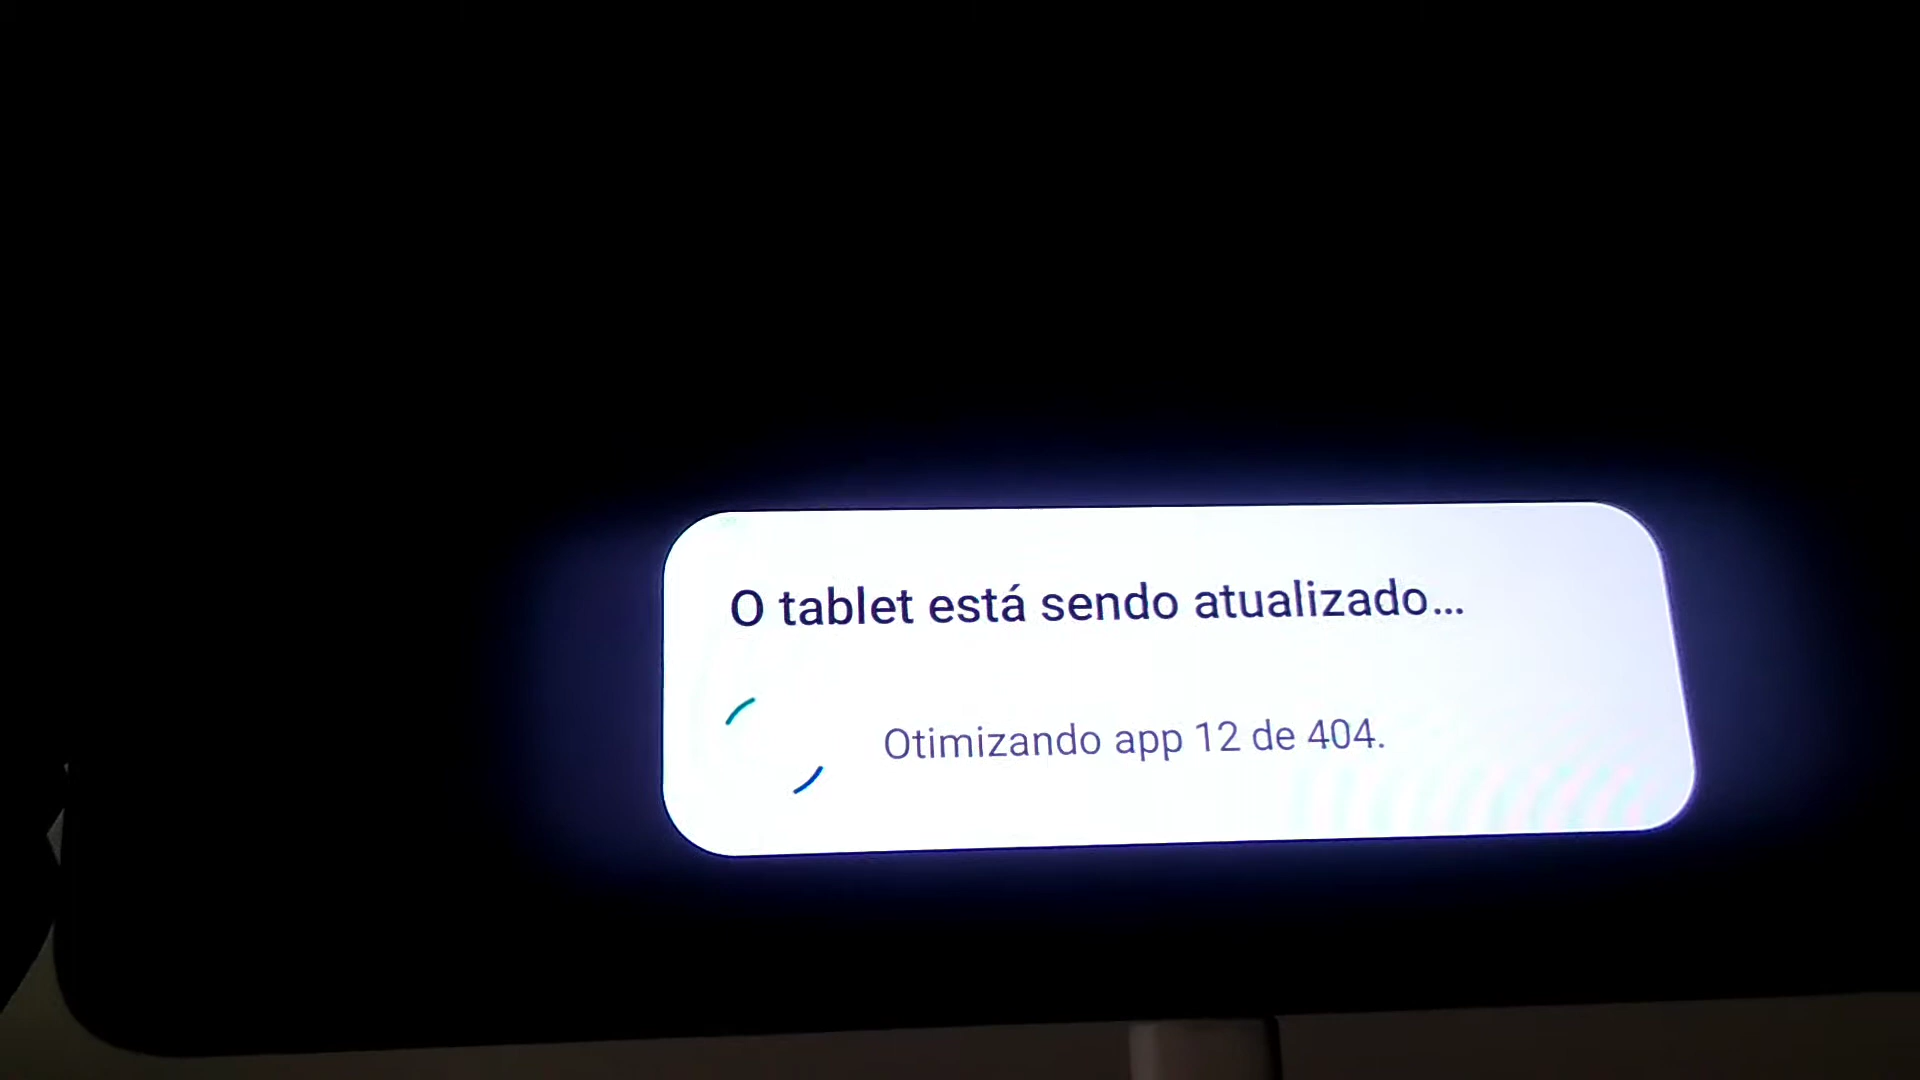 O tablet está sendo atualizado...
Otimizando app 12 de 404.